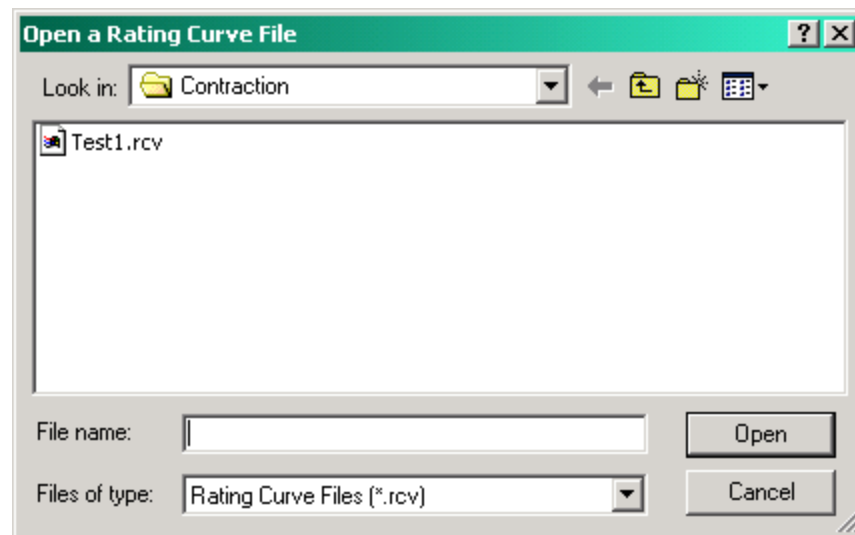 Open a Rating Curve File
Look in: Contraction
Test1.rcv
File name:
Open
Files of type: Rating Curve Files (*.rcv)
Cancel